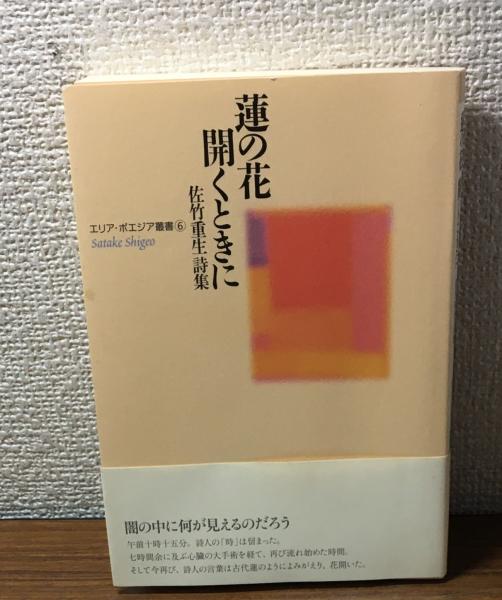 蓮の花
開くときに
佐竹重生 詩集
エリア・ポエジア叢書⑥
Satake Shigeo
闇の中に何が見えるのだろう
午前十時十五分。詩人の「時」は留まった。
七時間余に及ぶ心臓の大手術を経て、再び流れ始めた時間。
そして今再び、詩人の言葉は古代蓮のようによみがえり、花開いた。